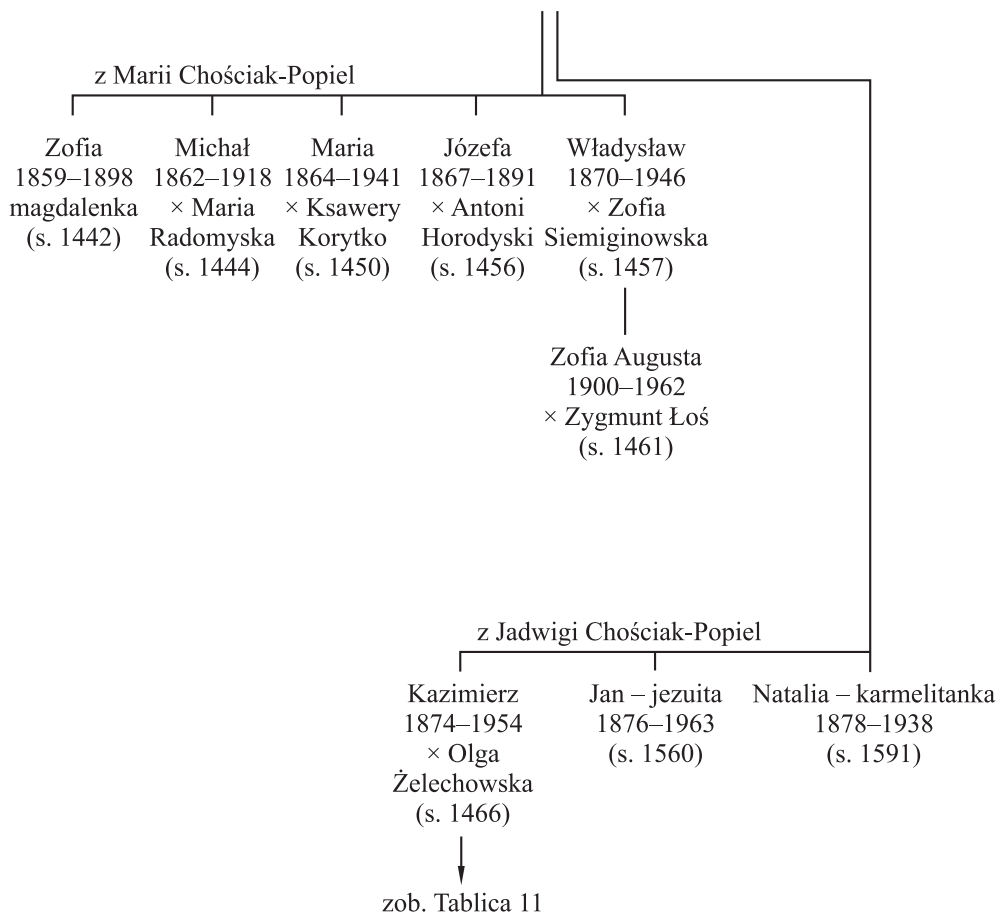 z Marii Chościak-Popiel
Zofia
1859–1898
magdalenka
(s. 1442)
Michał
1862–1918
× Maria
Radomyska
(s. 1444)
Maria
1864–1941
× Ksawery
Korytko
(s. 1450)
Józefa
1867–1891
× Antoni
Horodyski
(s. 1456)
Władysław
1870–1946
× Zofia
Siemiginowska
(s. 1457)
Zofia Augusta
1900–1962
× Zygmunt Łoś
(s. 1461)
z Jadwigi Chościak-Popiel
Kazimierz
1874–1954
× Olga
Żelechowska
(s. 1466)
Jan – jezuita
1876–1963
(s. 1560)
Natalia – karmelitanka
1878–1938
(s. 1591)
zob. Tablica 11